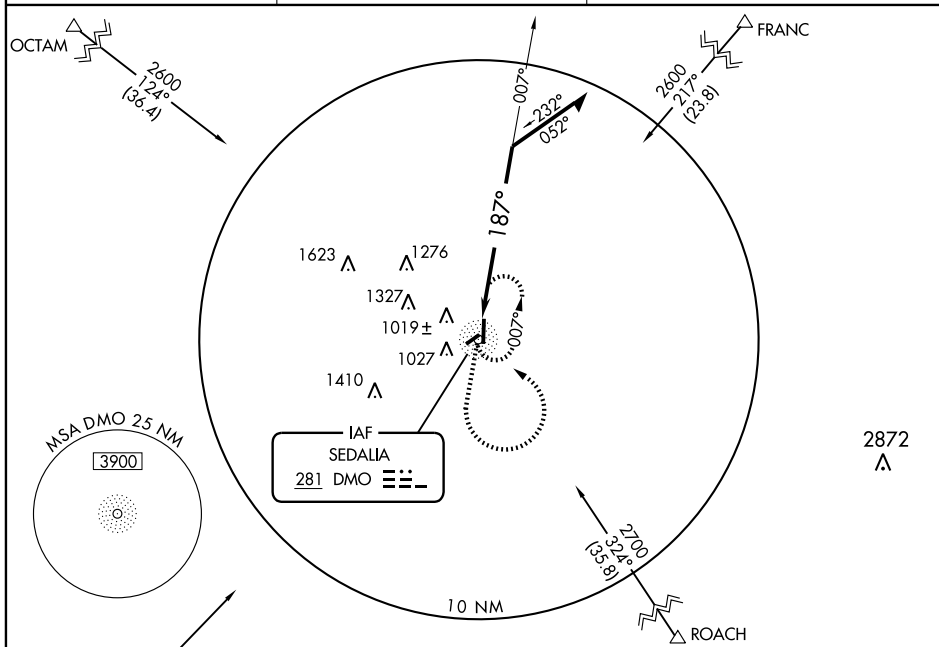 OCTAM
2600
124°
(36.4)
FRANC
2600
217°
(23.8)
007°
232°
052°
187°
1623
1276
1327
1019 ±
1027
007°
1410
IAF
SEDALIA
281 DMO
MSA DMO 25 NM
3900
2872
2700
324°
(35.8)
10 NM
ROACH